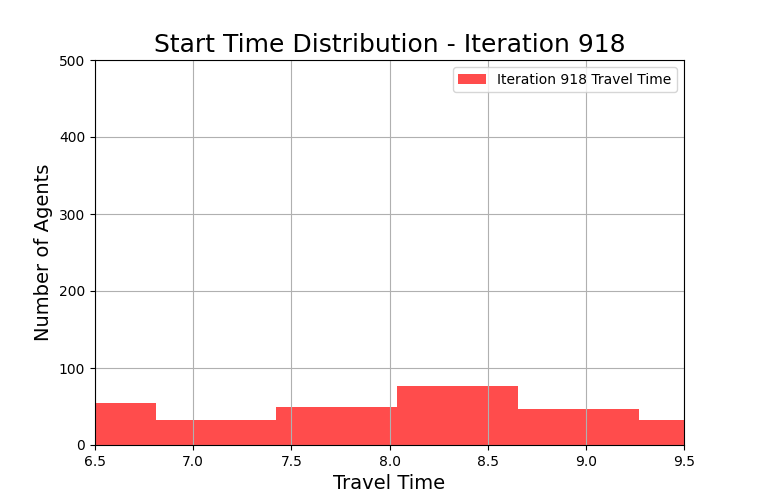 Start Time Distribution - Iteration 918
Iteration 918 Travel Time
Number of Agents
500
400
300
200
100
0
6.5 7.0 7.5 8.0 8.5 9.0 9.5
Travel Time